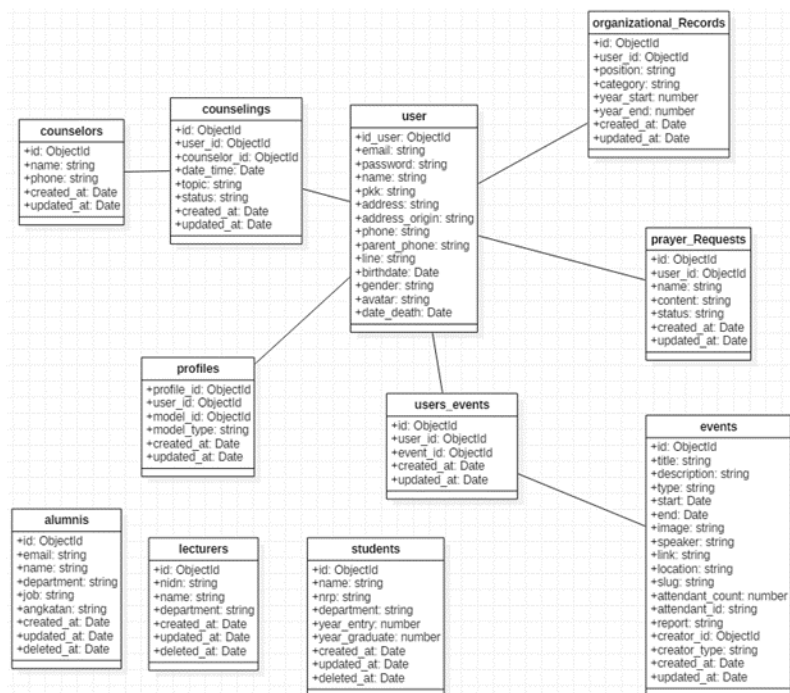 organizational_Records
+id: ObjectId
+user_id: ObjectId
+position: string
+category: string
+year_start: number
+year_end: number
+created_at: Date
+updated_at: Date
counselings
+id: ObjectId
+user_id: ObjectId
+counselor_id: ObjectId
+date_time: Date
+topic: string
+status: string
+created_at: Date
+updated_at: Date
user
+id_user: ObjectId
+email: string
+password: string
+name: string
+pkk: string
+address: string
+address_origin: string
+phone: string
+parent_phone: string
+line: string
+birthdate: Date
+gender: string
+avatar: string
+date_death: Date
counselors
+id: ObjectId
+name: string
+phone: string
+created_at: Date
+updated_at: Date
prayer_Requests
+id: ObjectId
+user_id: ObjectId
+name: string
+content: string
+status: string
+created_at: Date
+updated_at: Date
profiles
+profile_id: ObjectId
+user_id: ObjectId
+model_id: ObjectId
+model_type: string
+created_at: Date
+updated_at: Date
users_events
+id: ObjectId
+user_id: ObjectId
+event_id: ObjectId
+created_at: Date
+updated_at: Date
events
+id: ObjectId
+title: string
+description: string
+type: string
+start: Date
+end: Date
+image: string
+speaker: string
+link: string
+location: string
+slug: string
+attendant_count: number
+attendant_id: string
+report: string
+creator_id: ObjectId
+creator_type: string
+created_at: Date
+updated_at: Date
alumnis
+id: ObjectId
+email: string
+name: string
+department: string
+job: string
+angkatan: string
+created_at: Date
+updated_at: Date
+deleted_at: Date
lecturers
+id: ObjectId
+nidn: string
+name: string
+department: string
+created_at: Date
+updated_at: Date
+deleted_at: Date
students
+id: ObjectId
+name: string
+nrp: string
+department: string
+year_entry: number
+year_graduate: number
+created_at: Date
+updated_at: Date
+deleted_at: Date